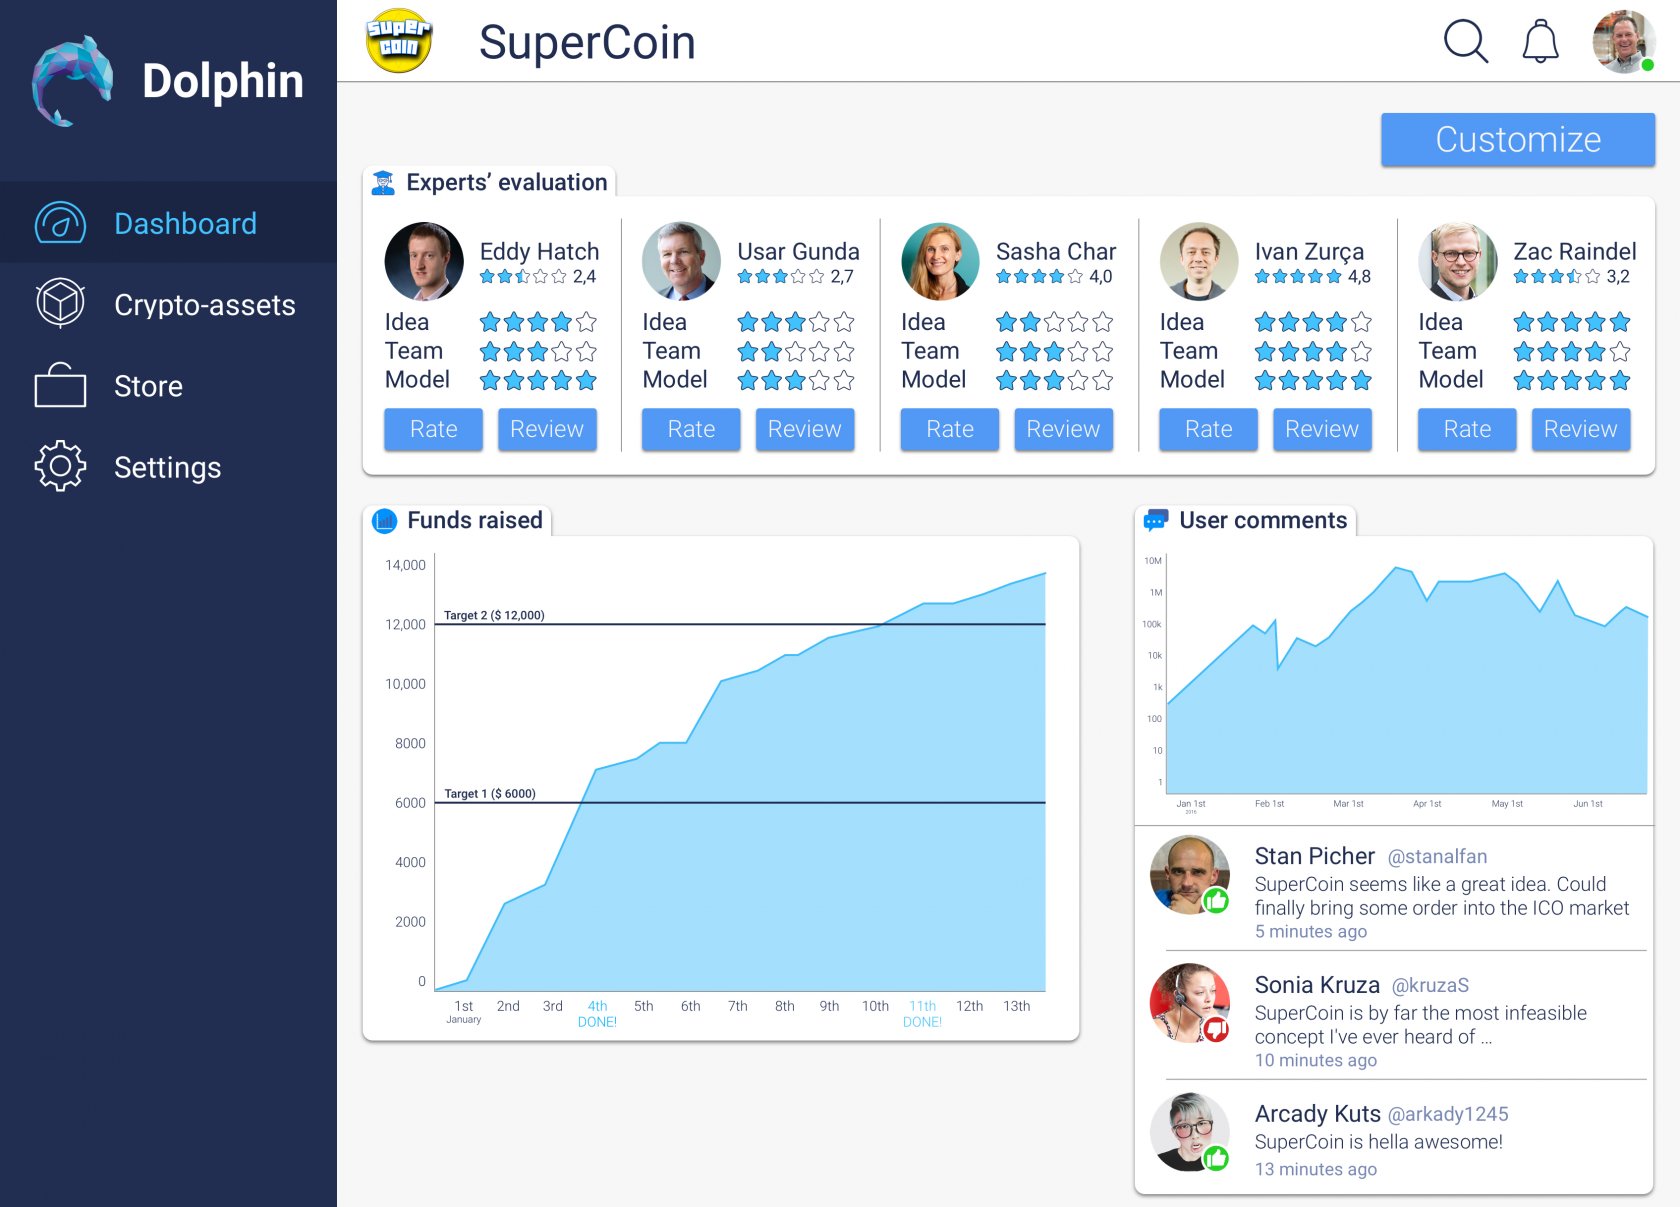 Dolphin
Dashboard
Crypto-assets
Store
Settings
SUPER
COIN
SuperCoin
Customize
Experts’ evaluation
Eddy Hatch
2,4
Idea
Team
Model
Rate Review
Usar Gunda
2,7
Idea
Team
Model
Rate Review
Sasha Char
4,0
Idea
Team
Model
Rate Review
Ivan Zurça
4,8
Idea
Team
Model
Rate Review
Zac Raindel
3,2
Idea
Team
Model
Rate Review
Funds raised
14,000
Target 2 ($ 12,000)
12,000
10,000
8000
Target 1 ($ 6000)
6000
4000
2000
0
1st 2nd 3rd 4th 5th 6th 7th 8th 9th 10th 11th 12th 13th
January DONE! DONE!
User comments
10M
1M
100k
10k
1k
100
10
1
Jan 1st Feb 1st Mar 1st Apr 1st May 1st Jun 1st
2016
Stan Picher @stanalfan
SuperCoin seems like a great idea. Could
finally bring some order into the ICO market
5 minutes ago
Sonia Kruza @kruzaS
SuperCoin is by far the most infeasible
concept I've ever heard of ...
10 minutes ago
Arcady Kuts @arkady1245
SuperCoin is hella awesome!
13 minutes ago